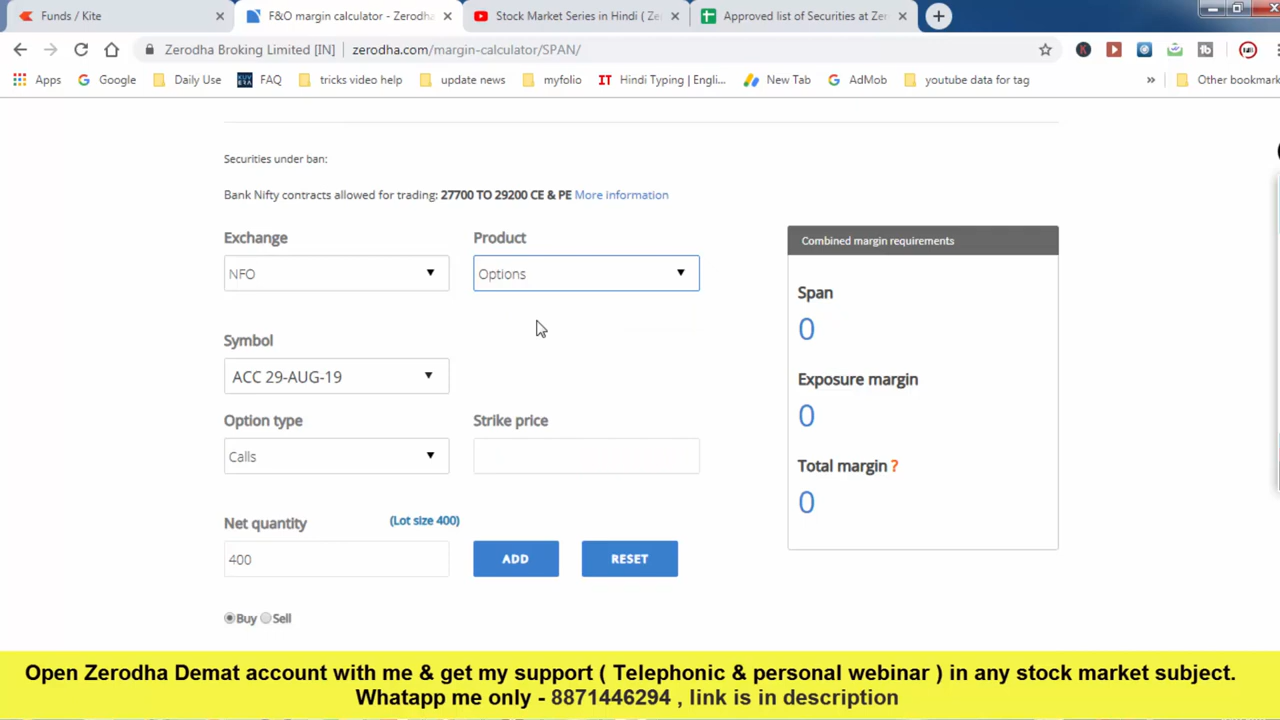 Funds / Kite
F&O margin calculator - Zerodha
Stock Market Series in Hindi ( Ze
Approved list of Securities at Ze
Zerodha Broking Limited [IN]
zerodha.com/margin-calculator/SPAN/
Apps
Google
Daily Use
FAQ
tricks video help
update news
myfolio
IT Hindi Typing | Engli...
New Tab
AdMob
youtube data for tag
»
Other bookmark
Securities under ban:
Bank Nifty contracts allowed for trading: 27700 TO 29200 CE & PE More information
Exchange
Product
NFO
Options
Symbol
ACC 29-AUG-19
Option type
Strike price
Calls
Net quantity
(Lot size 400)
400
ADD
RESET
Buy Sell
Combined margin requirements
Span
0
Exposure margin
0
Total margin ?
0
Open Zerodha Demat account with me & get my support ( Telephonic & personal webinar ) in any stock market subject.
Whatapp me only - 8871446294 , link is in description